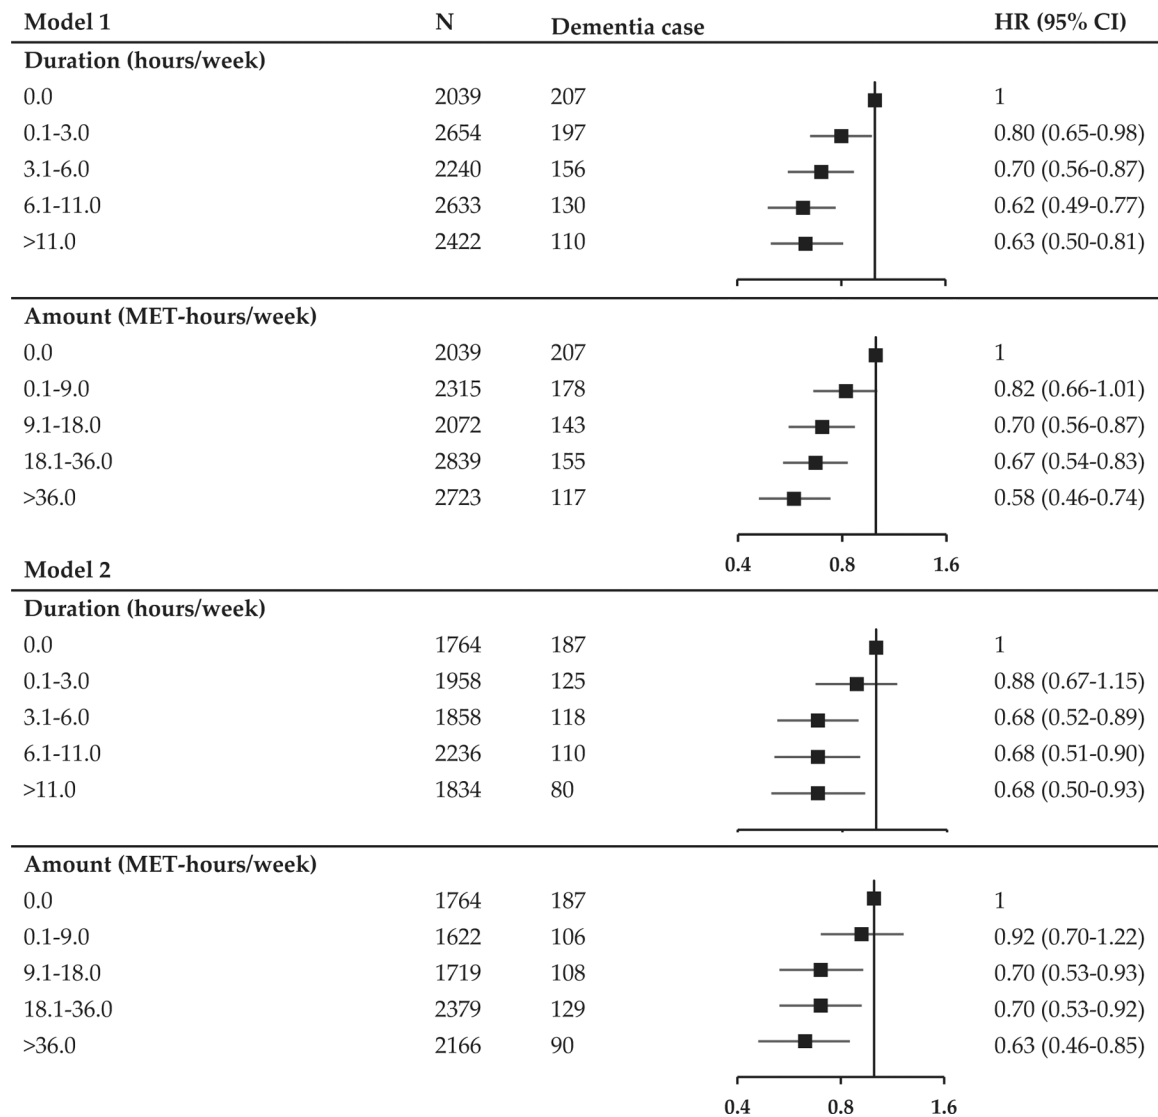 Model 1 N Dementia case HR (95% CI)
Duration (hours/week)
0.0 2039 207 1
0.1-3.0 2654 197 0.80 (0.65-0.98)
3.1-6.0 2240 156 0.70 (0.56-0.87)
6.1-11.0 2633 130 0.62 (0.49-0.77)
>11.0 2422 110 0.63 (0.50-0.81)
0.4 0.8 1.6
Amount (MET-hours/week)
0.0 2039 207 1
0.1-9.0 2315 178 0.82 (0.66-1.01)
9.1-18.0 2072 143 0.70 (0.56-0.87)
18.1-36.0 2839 155 0.67 (0.54-0.83)
>36.0 2723 117 0.58 (0.46-0.74)
0.4 0.8 1.6
Model 2
Duration (hours/week)
0.0 1764 187 1
0.1-3.0 1958 125 0.88 (0.67-1.15)
3.1-6.0 1858 118 0.68 (0.52-0.89)
6.1-11.0 2236 110 0.68 (0.51-0.90)
>11.0 1834 80 0.68 (0.50-0.93)
Amount (MET-hours/week)
0.0 1764 187 1
0.1-9.0 1622 106 0.92 (0.70-1.22)
9.1-18.0 1719 108 0.70 (0.53-0.93)
18.1-36.0 2379 129 0.70 (0.53-0.92)
>36.0 2166 90 0.63 (0.46-0.85)
0.4 0.8 1.6